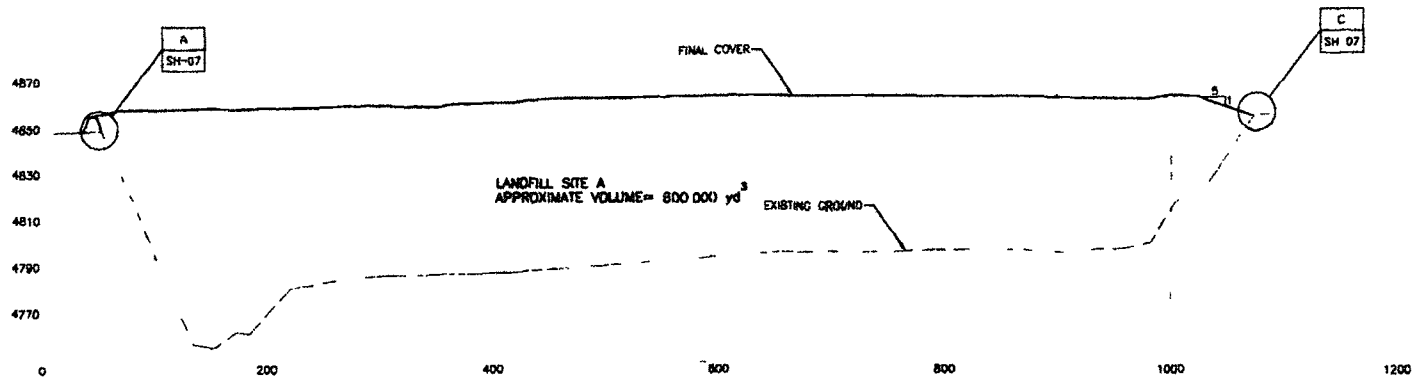 A
SH-07
C
SH 07
FINAL COVER
5
1
4870
4850
4830
4810
4790
4770
LANDFILL SITE A
APPROXIMATE VOLUME= 800 000 yd³
EXISTING GROUND
0 200 400 600 800 1000 1200